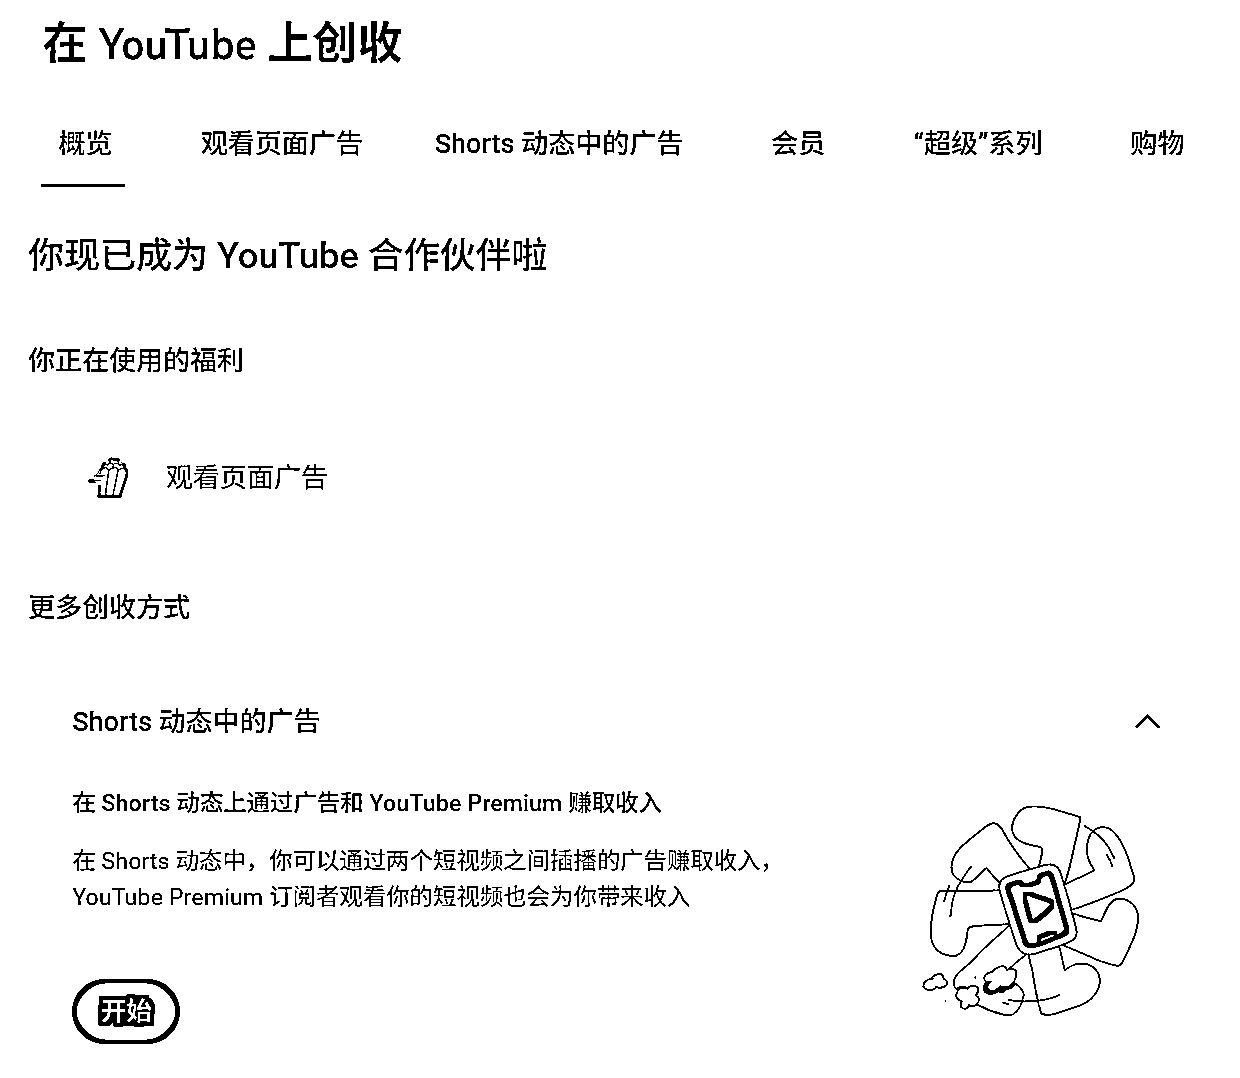 在 YouTube 上创收
概览 观看页面广告 Shorts 动态中的广告 会员 “超级”系列 购物
你现已成为 YouTube 合作伙伴啦
你正在使用的福利
观看页面广告
更多创收方式
Shorts 动态中的广告
在 Shorts 动态上通过广告和 YouTube Premium 赚取收入
在 Shorts 动态中，你可以通过两个短视频之间插播的广告赚取收入，
YouTube Premium 订阅者观看你的短视频也会为你带来收入
开始